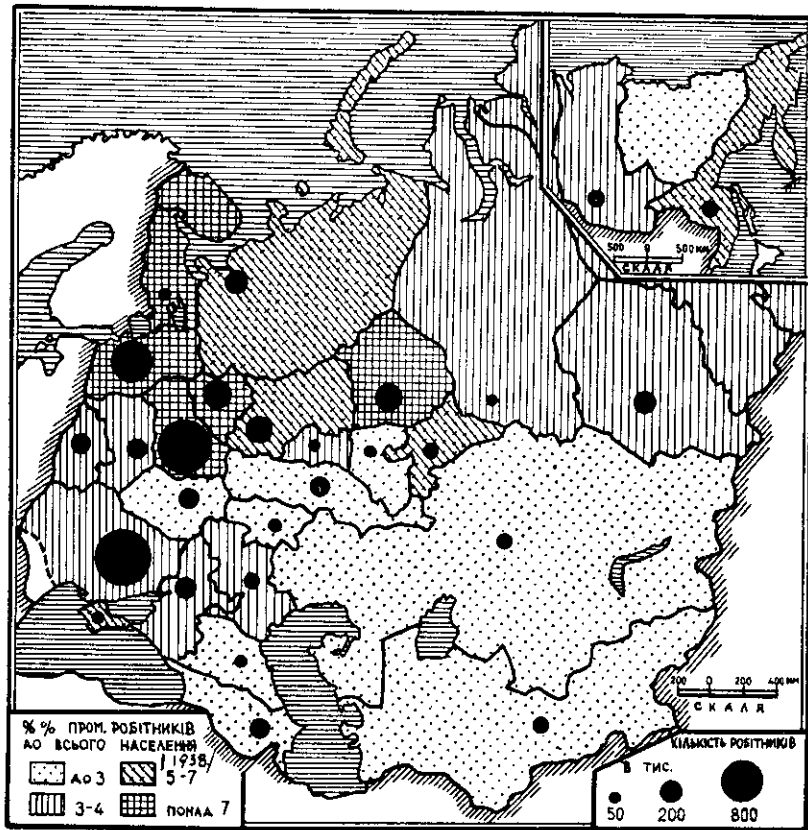 500 0 500 КМ
СКАЛЯ
200 0 200 400 КМ
СКАЛЯ
%% ПРОМ. РОБІТНИКІВ
ДО ВСЬОГО НАСЕЛЕННЯ
/1938/
ДО 3
5-7
3-4
ПОНАД 7
КІЛЬКІСТЬ РОБІТНИКІВ
В ТИС.
50
200
800